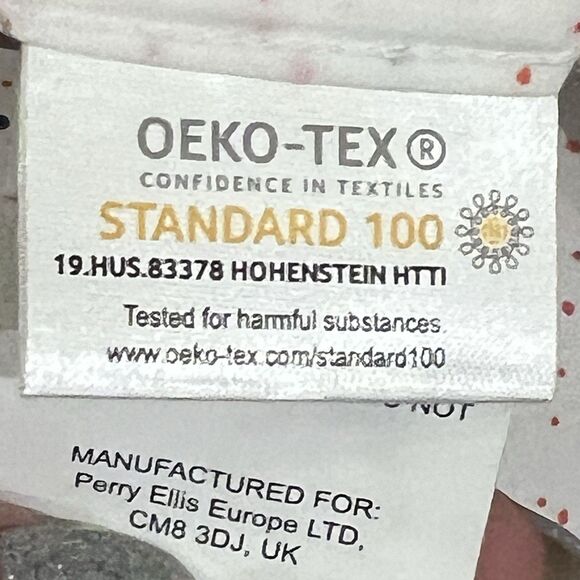 OEKO-TEX®
CONFIDENCE IN TEXTILES
STANDARD 100
19.HUS.83378 HOHENSTEIN HTTI
Tested for harmful substances.
www.oeko-tex.com/standard100
NOT
MANUFACTURED FOR:
Perry Ellis Europe LTD,
CM8 3DJ, UK